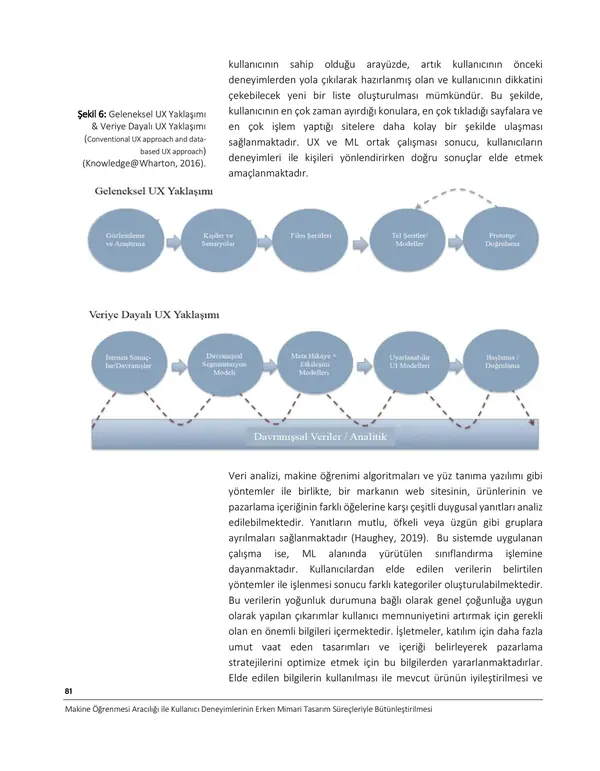 kullanıcının sahip olduğu arayüzde, artık kullanıcının önceki
deneyimlerden yola çıkılarak hazırlanmış olan ve kullanıcının dikkatini
çekebilecek yeni bir liste oluşturulması mümkündür. Bu şekilde,
kullanıcının en çok zaman ayırdığı konulara, en çok tıkladığı sayfalara ve
en çok işlem yaptığı sitelere daha kolay bir şekilde ulaşması
sağlanmaktadır. UX ve ML ortak çalışması sonucu, kullanıcıların
deneyimleri ile kişileri yönlendirirken doğru sonuçlar elde etmek
amaçlanmaktadır.
Şekil 6: Geleneksel UX Yaklaşımı
& Veriye Dayalı UX Yaklaşımı
(Conventional UX approach and data-
based UX approach)
(Knowledge@Wharton, 2016).
Geleneksel UX Yaklaşımı
Gözlemleme
ve Araştırma
Kişiler ve
Senaryolar
Files Şeritleri
Tel Şeritler/
Modeller
Prototip/
Doğrulama
Veriye Dayalı UX Yaklaşımı
İstenen Sonuç-
lar/Davranışlar
Davranışsal
Segmantasyon
Modeli
Meta Hikaye +
Etkileşim
Modelleri
Uyarlanabilir
UI Modelleri
Başlatma /
Doğrulama
Davranışsal Veriler / Analitik
Veri analizi, makine öğrenimi algoritmaları ve yüz tanıma yazılımı gibi
yöntemler ile birlikte, bir markanın web sitesinin, ürünlerinin ve
pazarlama içeriğinin farklı öğelerine karşı çeşitli duygusal yanıtları analiz
edilebilmektedir. Yanıtların mutlu, öfkeli veya üzgün gibi gruplara
ayrılmaları sağlanmaktadır (Haughey, 2019). Bu sistemde uygulanan
çalışma ise, ML alanında yürütülen sınıflandırma işlemine
dayanmaktadır. Kullanıcılardan elde edilen verilerin belirtilen
yöntemler ile işlenmesi sonucu farklı kategoriler oluşturulabilmektedir.
Bu verilerin yoğunluk durumuna bağlı olarak genel çoğunluğa uygun
olarak yapılan çıkarımlar kullanıcı memnuniyetini artırmak için gerekli
olan en önemli bilgileri içermektedir. İşletmeler, katılım için daha fazla
umut vaat eden tasarımları ve içeriği belirleyerek pazarlama
stratejilerini optimize etmek için bu bilgilerden yararlanmaktadırlar.
Elde edilen bilgilerin kullanılması ile mevcut ürünün iyileştirilmesi ve
81
Makine Öğrenmesi Aracılığı ile Kullanıcı Deneyimlerinin Erken Mimari Tasarım Süreçleriyle Bütünleştirilmesi